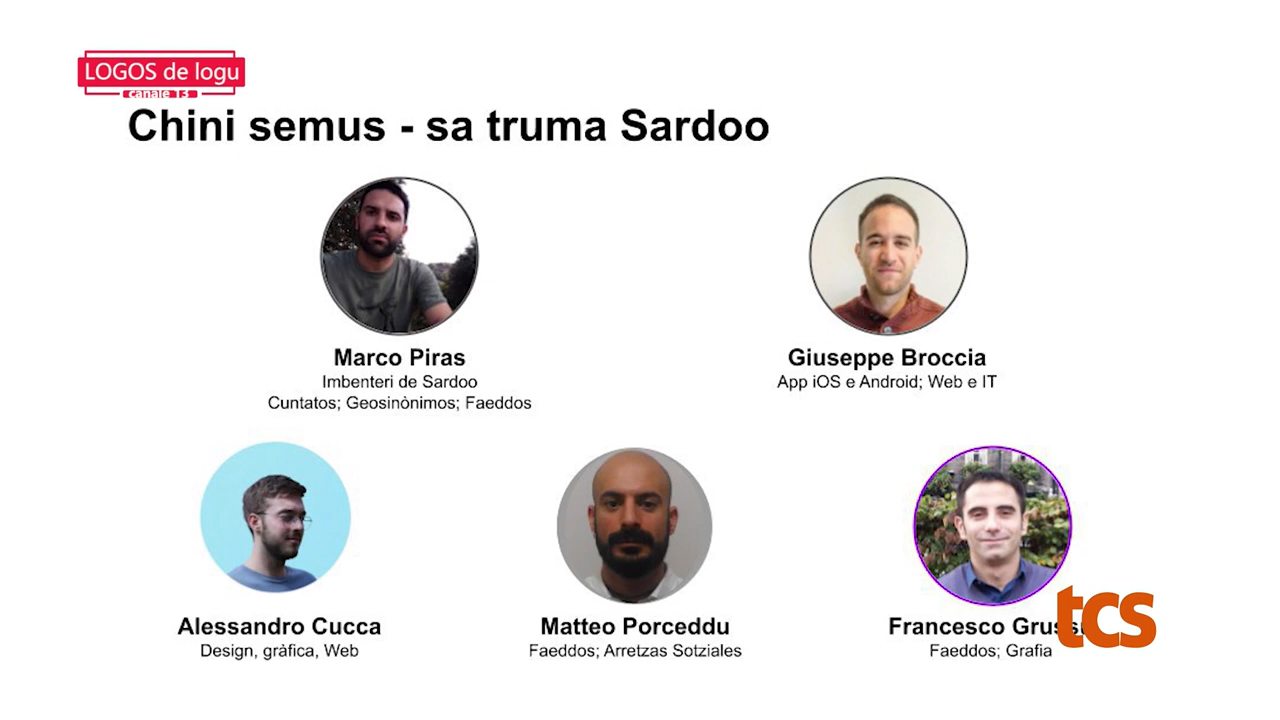 LOGOS de logu
canale 13
Chini semus - sa truma Sardoo
Marco Piras
Imbenteri de Sardoo
Cuntatos; Geosinònimos; Faeddos
Giuseppe Broccia
App iOS e Android; Web e IT
Alessandro Cucca
Design, gràfica, Web
Matteo Porceddu
Faeddos; Arretzas Sotziales
Francesco
Faeddos; Grafia
tcs